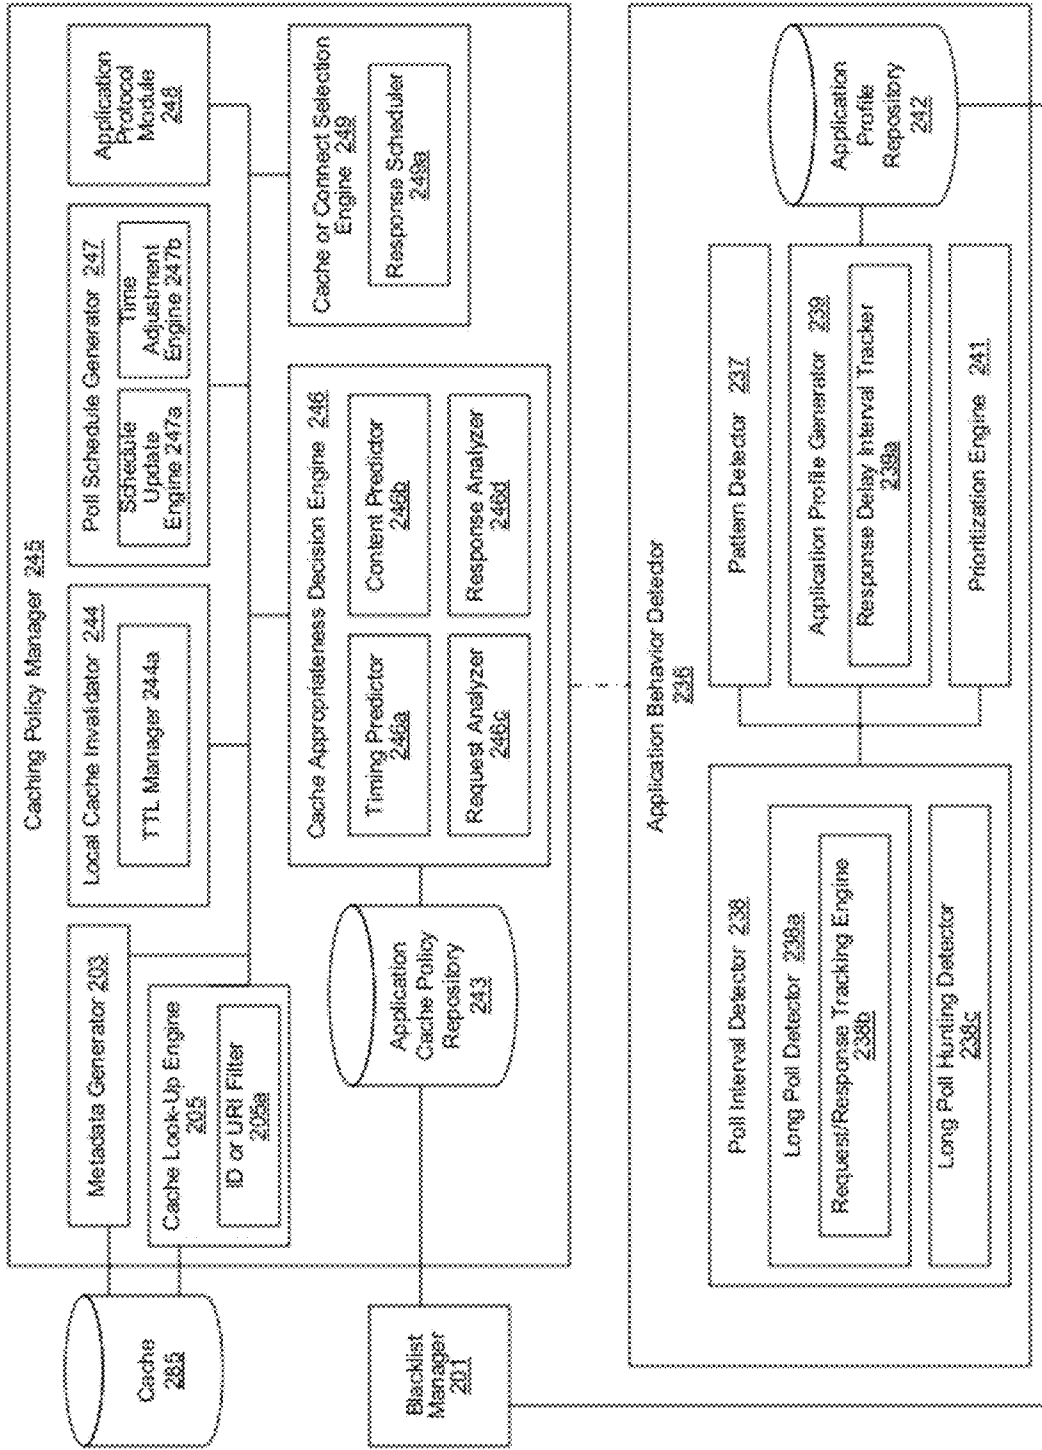 Caching Policy Manager 245
Metadata Generator 203
Local Cache Invalidator 244
TTL Manager 244a
Poll Schedule Generator 247
Schedule
Update
Engine 247a
Time
Adjustment
Engine 247b
Application
Protocol
Module
248
Cache
285
Cache Look-Up Engine
205
ID or URI Filter
205a
Cache Appropriateness Decision Engine 246
Timing Predictor
246a
Content Predictor
246b
Request Analyzer
246c
Response Analyzer
246d
Cache or Connect Selection
Engine 249
Response Scheduler
249a
Application
Cache Policy
Repository
243
Blacklist
Manager
201
Application Behavior Detector
236
Poll Interval Detector 238
Long Poll Detector 238a
Request/Response Tracking Engine
238b
Long Poll Hunting Detector
238c
Pattern Detector 237
Application Profile Generator 239
Response Delay Interval Tracker
239a
Prioritization Engine 241
Application
Profile
Repository
242